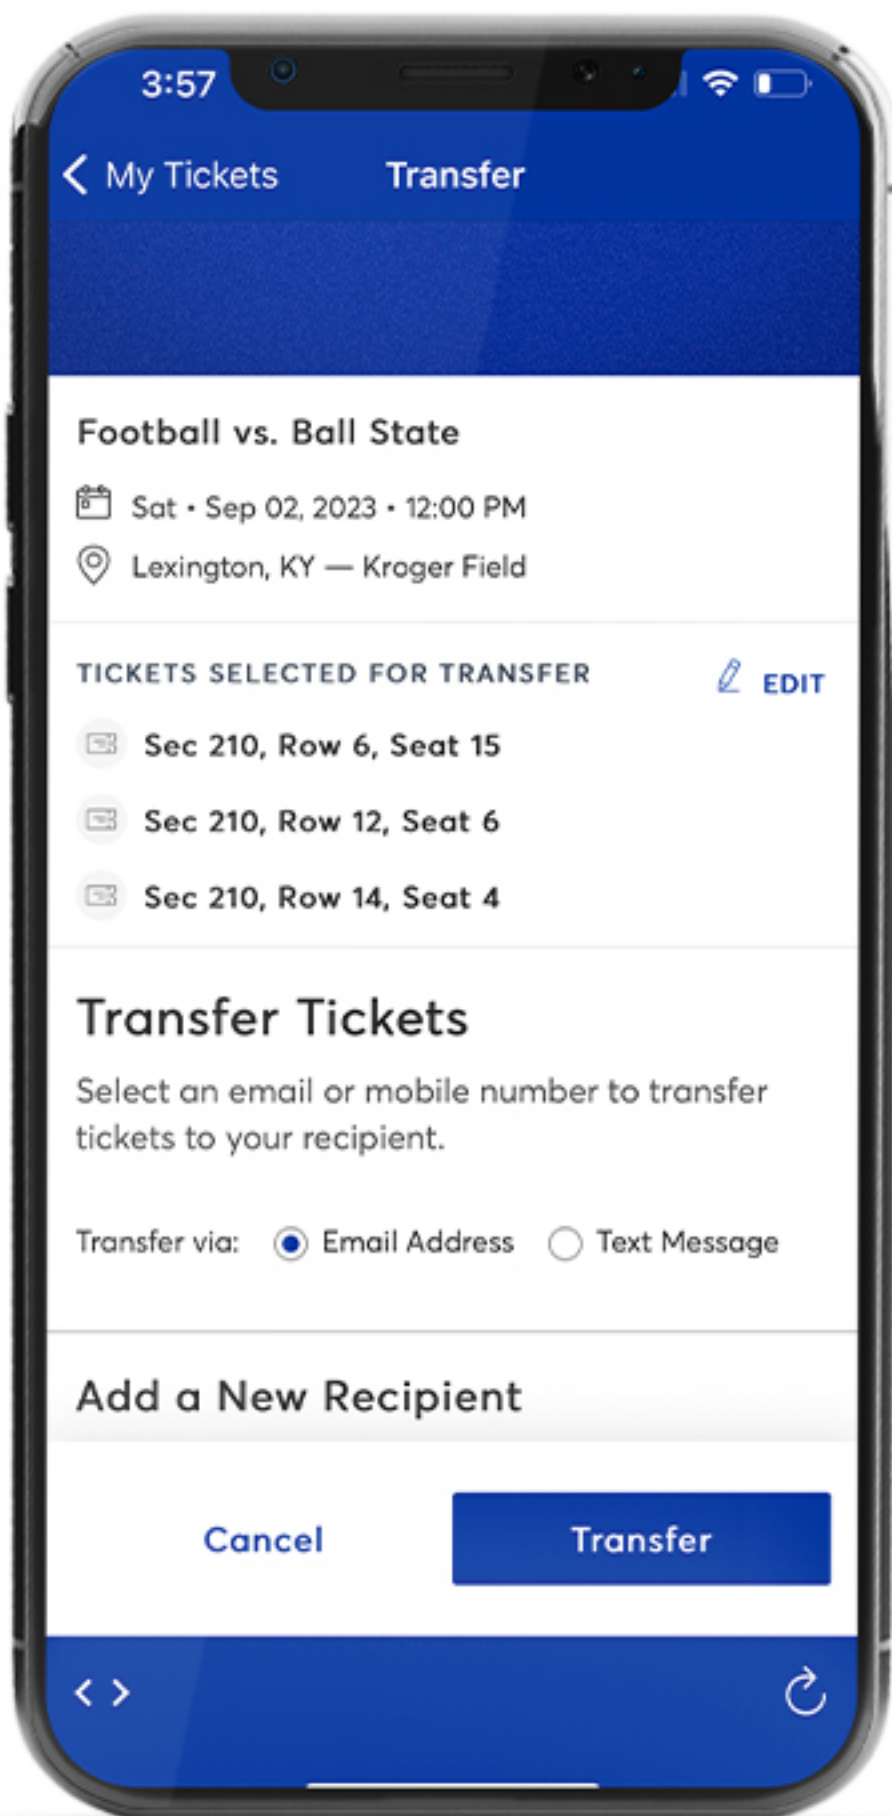 3:57
My Tickets Transfer
Football vs. Ball State
Sat • Sep 02, 2023 • 12:00 PM
Lexington, KY — Kroger Field
TICKETS SELECTED FOR TRANSFER EDIT
Sec 210, Row 6, Seat 15
Sec 210, Row 12, Seat 6
Sec 210, Row 14, Seat 4
Transfer Tickets
Select an email or mobile number to transfer
tickets to your recipient.
Transfer via: Email Address Text Message
Add a New Recipient
Cancel Transfer